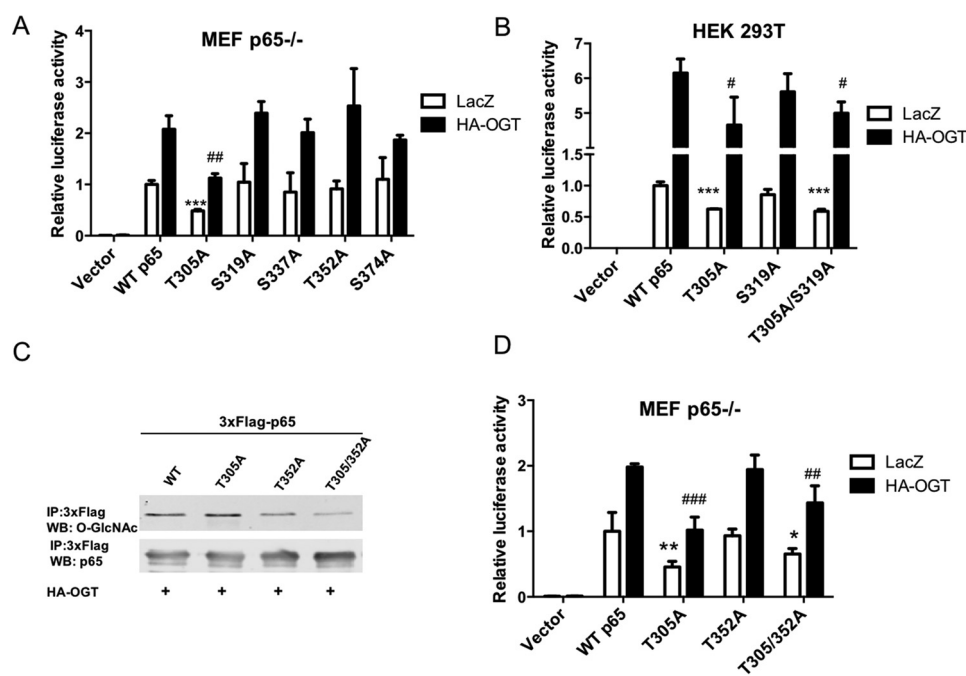 A
MEF p65-/-
Relative luciferase activity
4
3
2
1
0
LacZ
HA-OGT
***
##
Vector
WT p65
T305A
S319A
S337A
T352A
S374A
B
HEK 293T
Relative luciferase activity
7
6
5
1.5
1.0
0.5
0.0
LacZ
HA-OGT
***
#
***
#
Vector
WT p65
T305A
S319A
T305A/S319A
C
3xFlag-p65
WT
T305A
T352A
T305/352A
IP:3xFlag
WB: O-GlcNAc
IP:3xFlag
WB: p65
HA-OGT + + + +
D
MEF p65-/-
Relative luciferase activity
3
2
1
0
LacZ
HA-OGT
**
###
*
##
Vector
WT p65
T305A
T352A
T305/352A